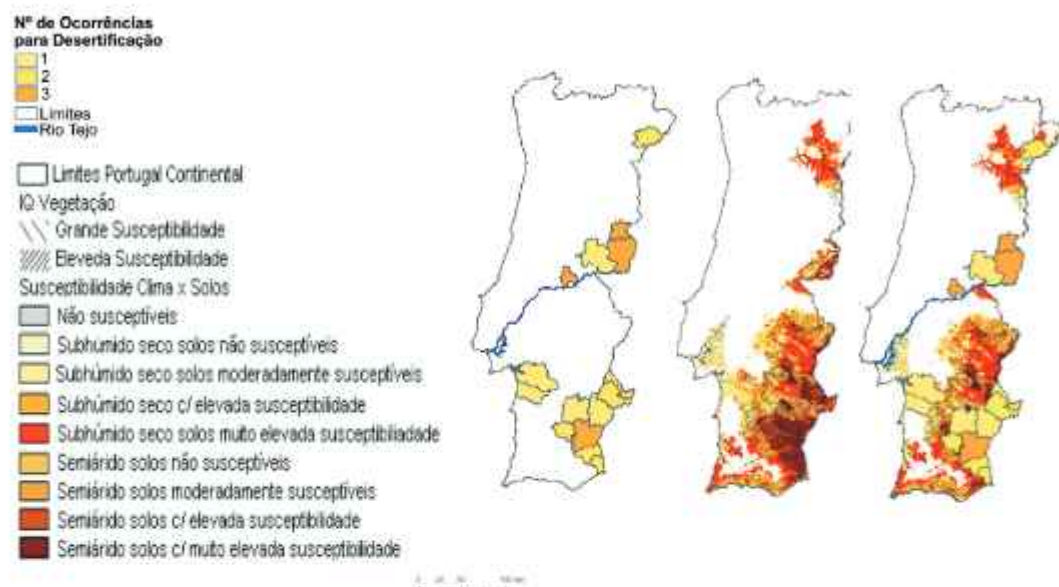 Nº de Ocorrências
para Desertificação
1
2
3
Limites
Rio Tejo
Limites Portugal Continental
IQ Vegetação
Grande Susceptibilidade
Eleveda Susceptibilidade
Susceptibilidade Clima x Solos
Não susceptíveis
Subhúmido seco solos não susceptíveis
Subhúmido seco solos moderadamente susceptíveis
Subhúmido seco c/ elevada susceptibilidade
Subhúmido seco solos muito elevada susceptibiliadade
Semiárido solos não susceptíveis
Semiárido solos moderadamente susceptíveis
Semiárido solos c/ elevada susceptibilidade
Semiárido solos c/ muito elevada susceptibilidade